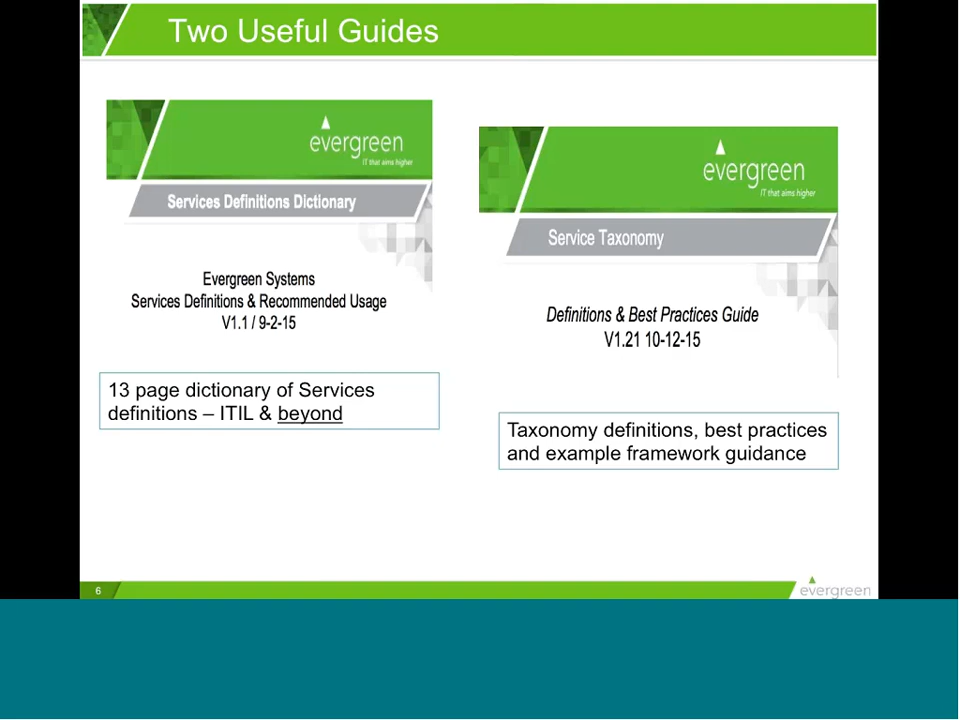 Two Useful Guides
evergreen
IT that aims higher
Services Definitions Dictionary
Evergreen Systems
Services Definitions & Recommended Usage
V1.1 / 9-2-15
13 page dictionary of Services
definitions – ITIL & beyond
evergreen
IT that aims higher
Service Taxonomy
Definitions & Best Practices Guide
V1.21 10-12-15
Taxonomy definitions, best practices
and example framework guidance
6
evergreen